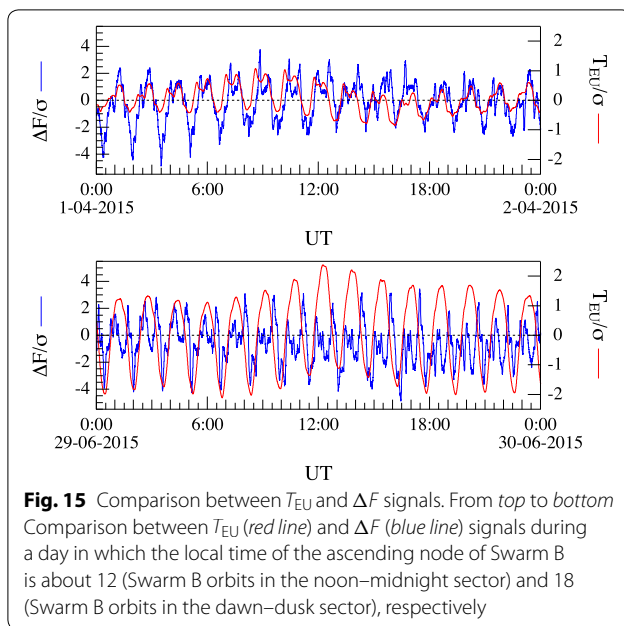 4
2
0
-2
-4
ΔF/σ
2
1
0
-1
-2
T_EU/σ
0:00 6:00 12:00 18:00 0:00
1-04-2015 2-04-2015
UT
4
2
0
-2
-4
ΔF/σ
2
1
0
-1
-2
T_EU/σ
0:00 6:00 12:00 18:00 0:00
29-06-2015 30-06-2015
UT
Fig. 15 Comparison between T_EU and ΔF signals. From top to bottom
Comparison between T_EU (red line) and ΔF (blue line) signals during
a day in which the local time of the ascending node of Swarm B
is about 12 (Swarm B orbits in the noon–midnight sector) and 18
(Swarm B orbits in the dawn–dusk sector), respectively